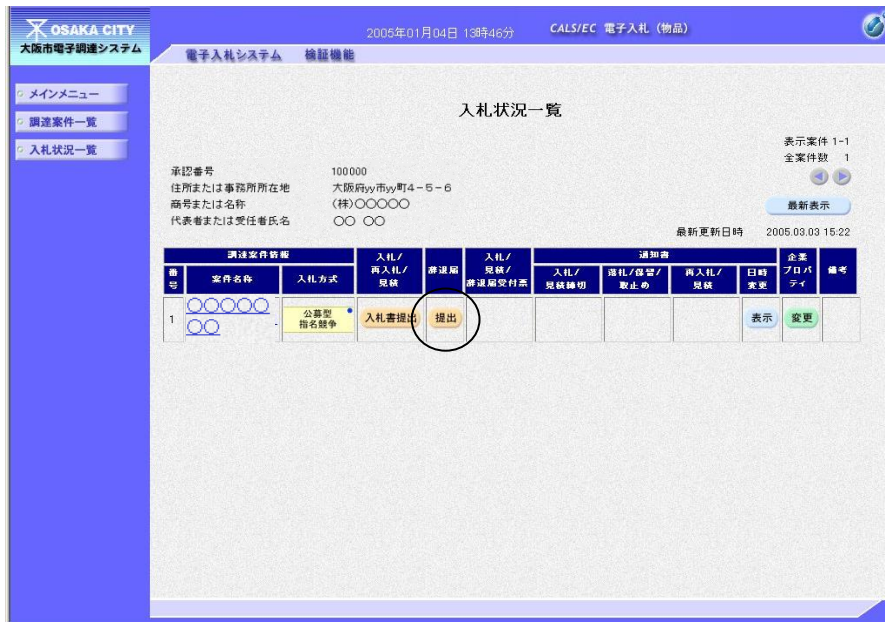 OSAKA CITY
大阪市電子調達システム
2005年01月04日 13時46分
CALS/EC 電子入札（物品）
電子入札システム 検証機能
メインメニュー
調達案件一覧
入札状況一覧
入札状況一覧
表示案件 1-1
全案件数 1
承認番号 100000
住所または事務所所在地 大阪府yy市yy町4－5－6
商号または名称 (株)〇〇〇〇〇
代表者または受任者氏名 〇〇 〇〇
最新表示
最新更新日時 2005.03.03 15:22
調達案件情報
番号
案件名称
入札方式
入札/
再入札/
見積
辞退届
入札/
見積/
辞退届受付票
通知書
入札/
見積締切
落札/保留/
取止め
再入札/
見積
日時
変更
企業
プロパ
ティ
備考
1
〇〇〇〇〇
〇〇
公募型
指名競争
入札書提出
提出
表示
変更